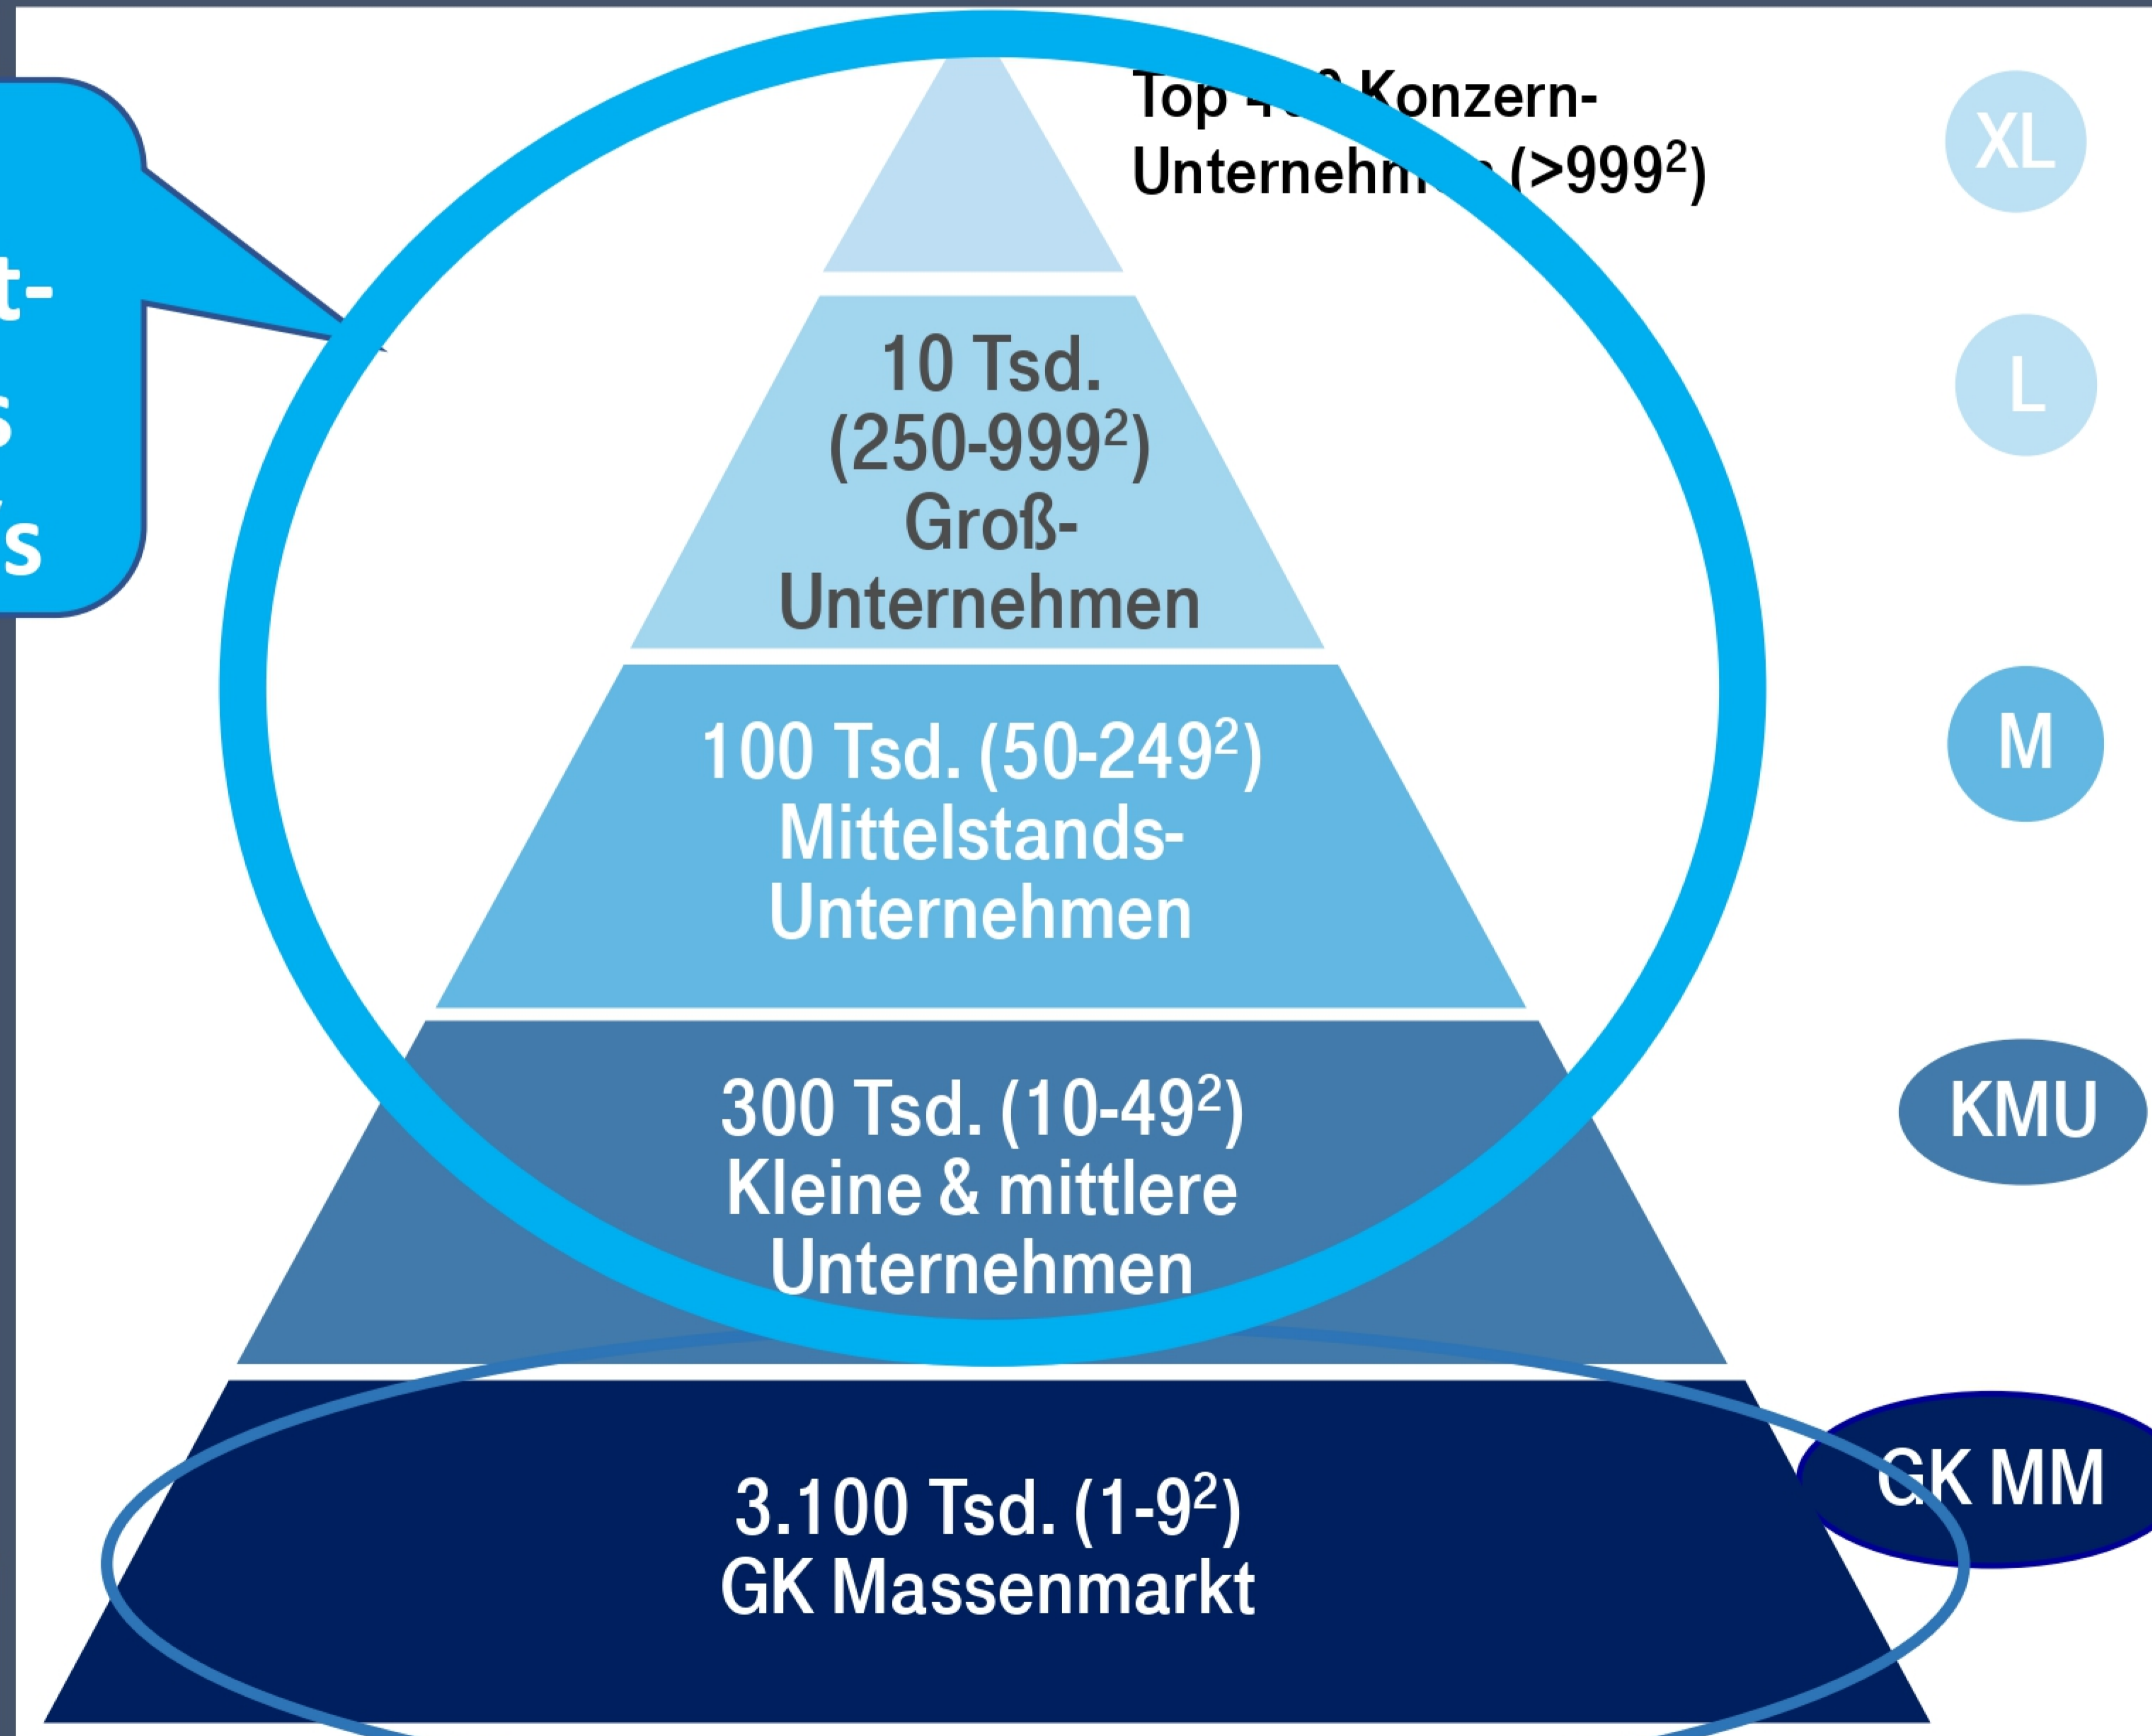 t-
s
s
Top Konzern-
Unternehmen (>999²)
XL
10 Tsd.
(250-999²)
Groß-
Unternehmen
L
100 Tsd. (50-249²)
Mittelstands-
Unternehmen
M
300 Tsd. (10-49²)
Kleine & mittlere
Unternehmen
KMU
3.100 Tsd. (1-9²)
GK Massenmarkt
GK MM